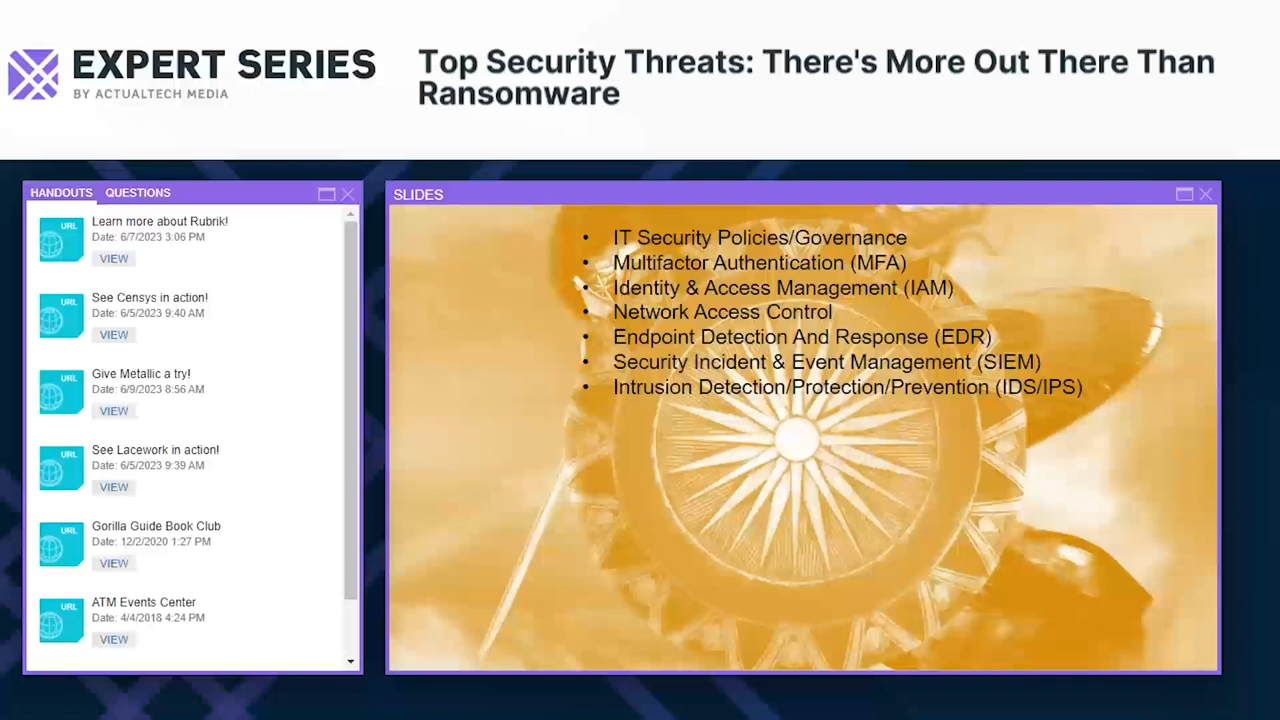 EXPERT SERIES
BY ACTUALTECH MEDIA
Top Security Threats: There's More Out There Than
Ransomware
HANDOUTS QUESTIONS
URL
Learn more about Rubrik!
Date: 6/7/2023 3:06 PM
VIEW
URL
See Censys in action!
Date: 6/5/2023 9:40 AM
VIEW
URL
Give Metallic a try!
Date: 6/9/2023 8:56 AM
VIEW
URL
See Lacework in action!
Date: 6/5/2023 9:39 AM
VIEW
URL
Gorilla Guide Book Club
Date: 12/2/2020 1:27 PM
VIEW
URL
ATM Events Center
Date: 4/4/2018 4:24 PM
VIEW
SLIDES
• IT Security Policies/Governance
• Multifactor Authentication (MFA)
• Identity & Access Management (IAM)
• Network Access Control
• Endpoint Detection And Response (EDR)
• Security Incident & Event Management (SIEM)
• Intrusion Detection/Protection/Prevention (IDS/IPS)